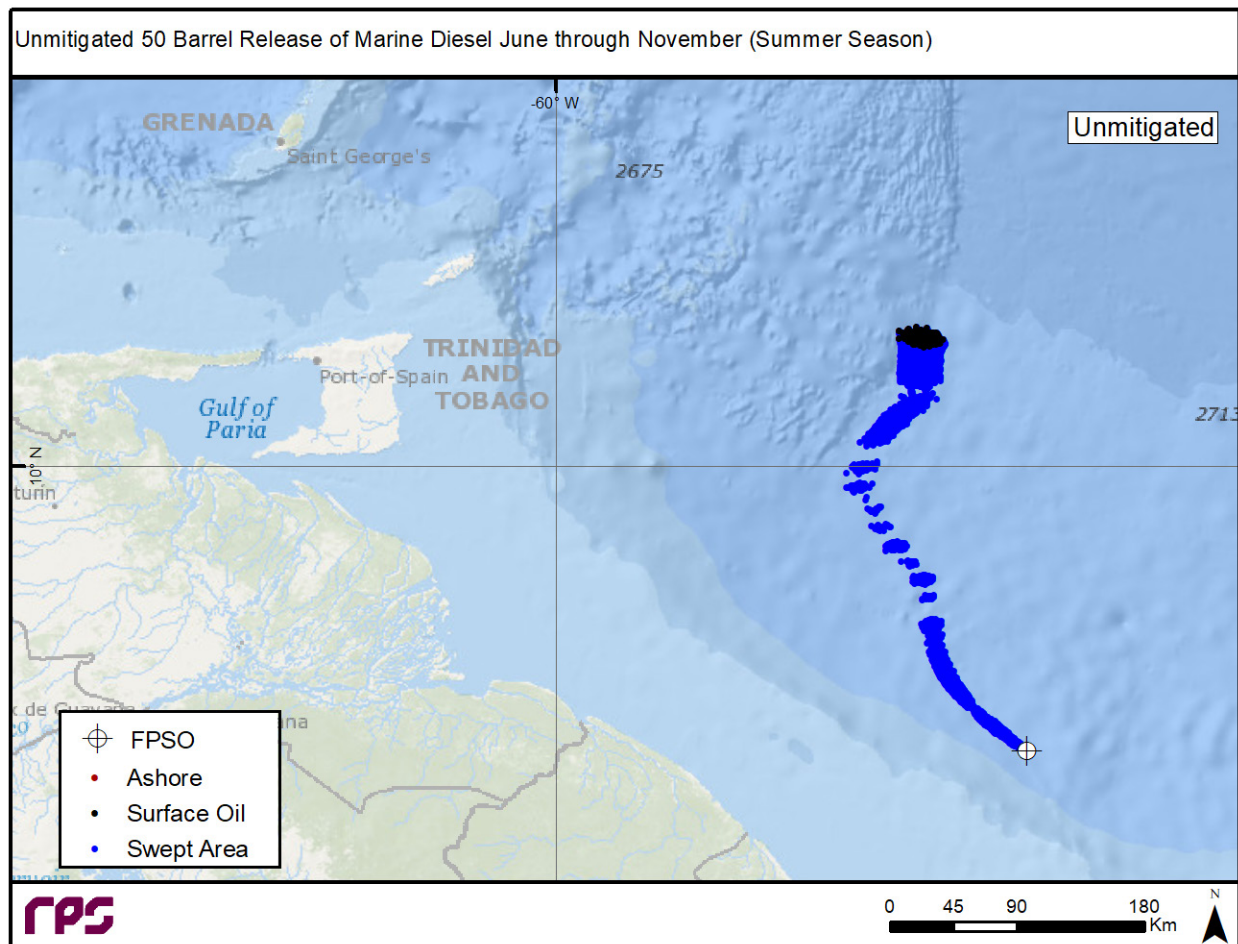 Unmitigated 50 Barrel Release of Marine Diesel June through November (Summer Season)
-60° W
Unmitigated
GRENADA
Saint George's
2675
TRINIDAD
AND
TOBAGO
Port-of-Spain
Gulf of
Paria
2713
10° N
turín
FPSO
Ashore
Surface Oil
Swept Area
rps
0 45 90 180
Km
N